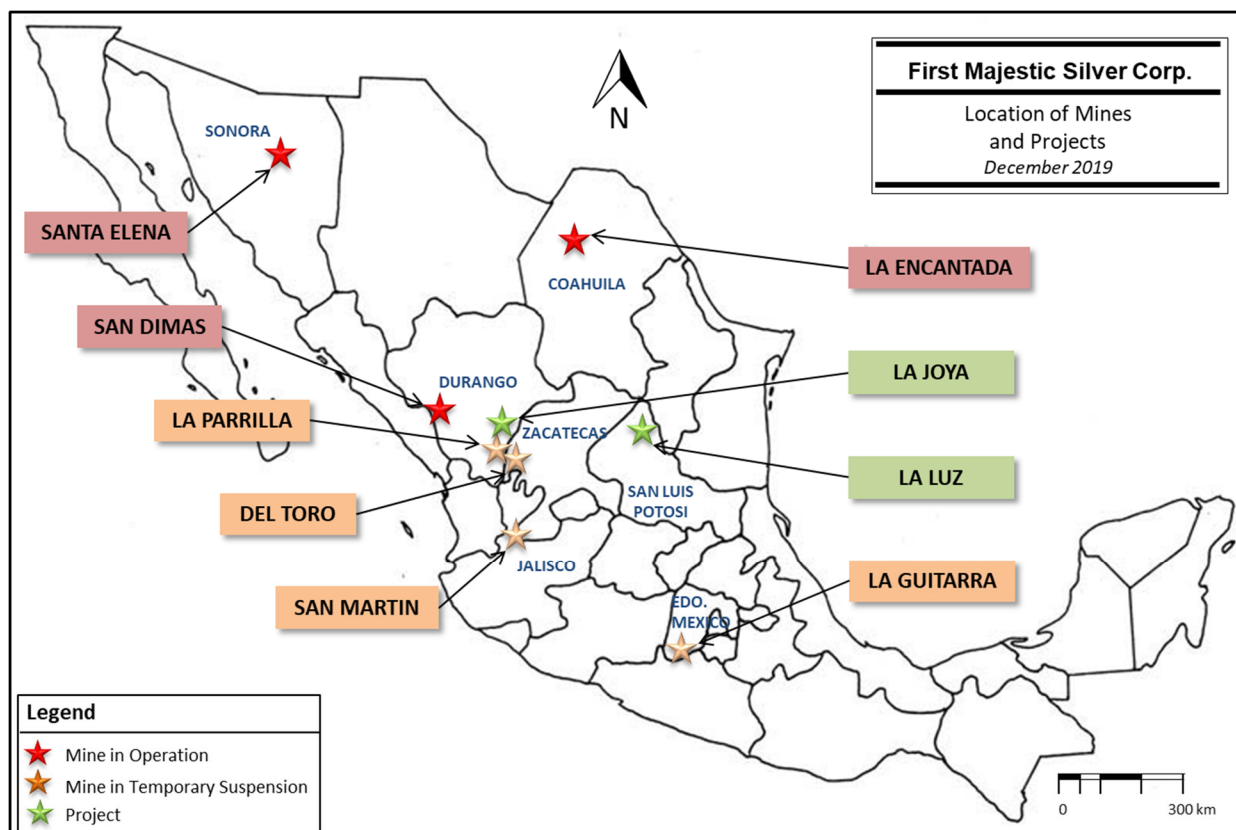 First Majestic Silver Corp.
Location of Mines
and Projects
December 2019
N
SONORA
SANTA ELENA
COAHUILA
LA ENCANTADA
SAN DIMAS
DURANGO
LA JOYA
LA PARRILLA
ZACATECAS
LA LUZ
DEL TORO
SAN LUIS
POTOSI
JALISCO
SAN MARTIN
LA GUITARRA
EDO.
MEXICO
Legend
Mine in Operation
Mine in Temporary Suspension
Project
0 300 km